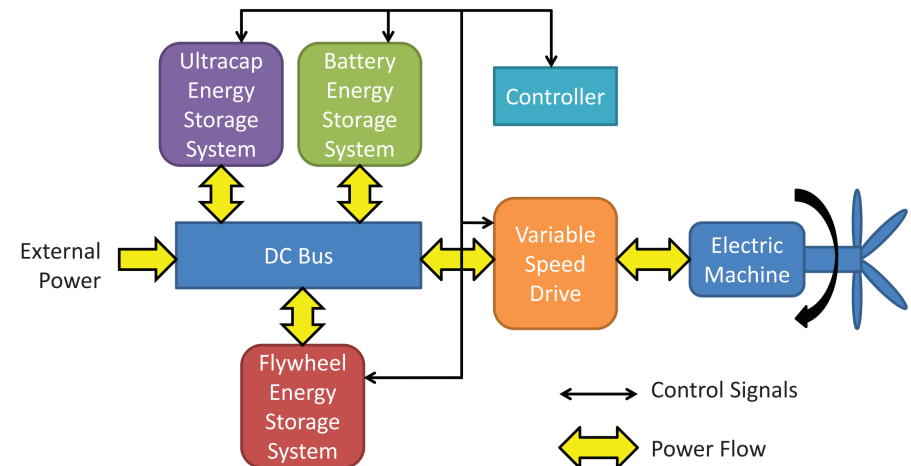 Ultracap
Energy
Storage
System
Battery
Energy
Storage
System
Controller
External
Power
DC Bus
Variable
Speed
Drive
Electric
Machine
Flywheel
Energy
Storage
System
Control Signals
Power Flow